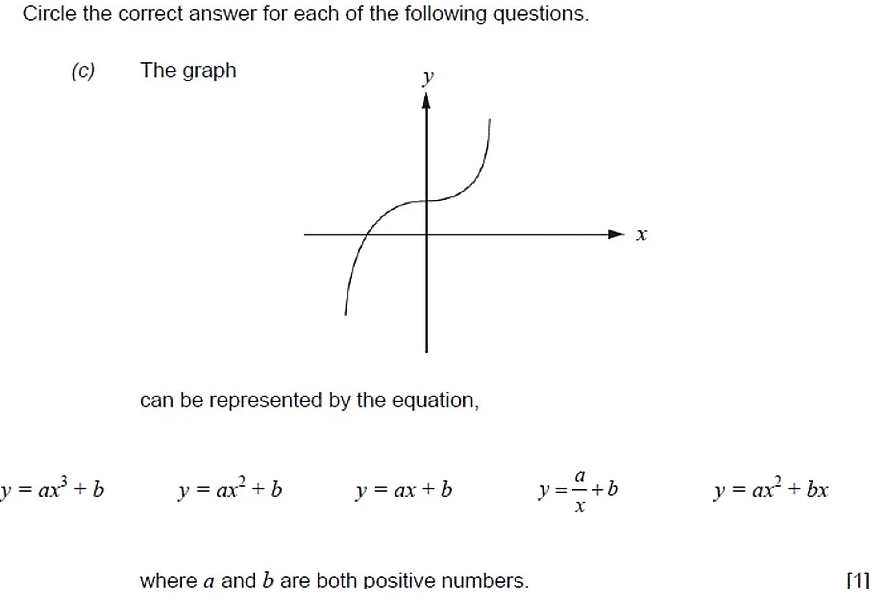 Circle the correct answer for each of the following questions.
(c) The graph
y
x
can be represented by the equation,
y = ax³ + b y = ax² + b y = ax + b y = a/x + b y = ax² + bx
where a and b are both positive numbers. [1]